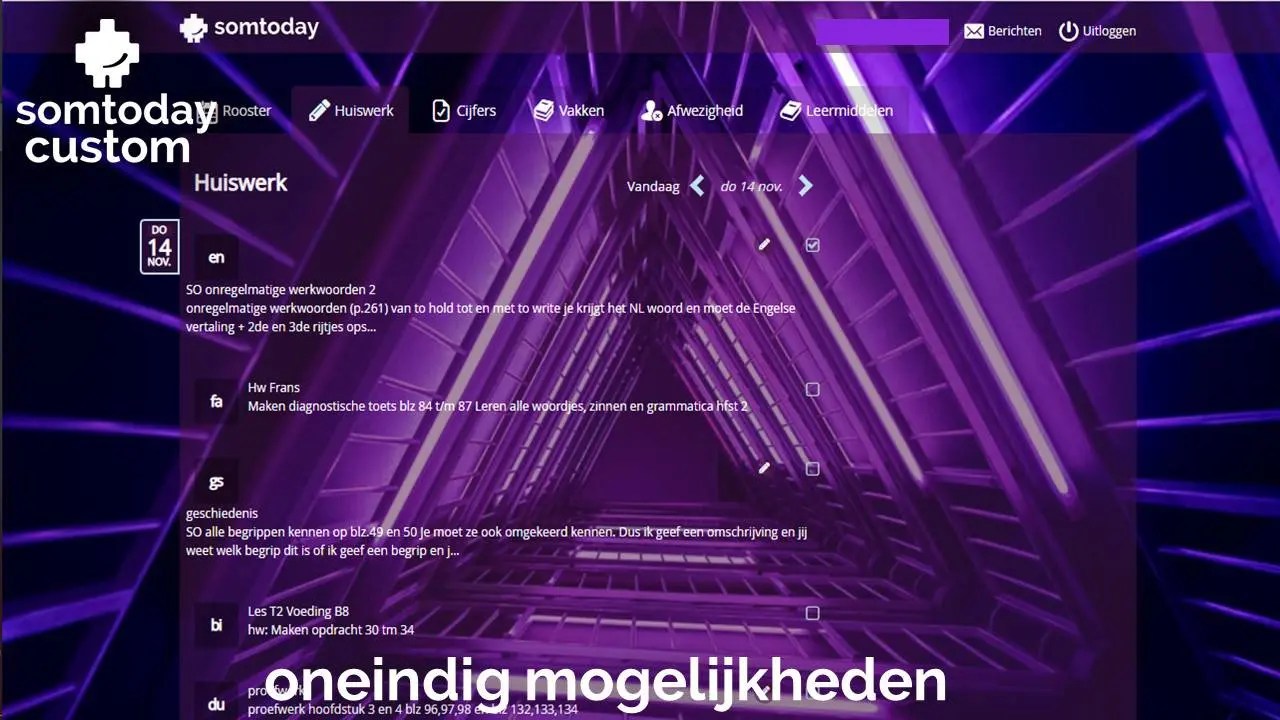 somtoday
Berichten
Uitloggen
somtoday
custom
Rooster
Huiswerk
Cijfers
Vakken
Afwezigheid
Leermiddelen
Huiswerk
Vandaag
do 14 nov.
DO
14
NOV.
en
SO onregelmatige werkwoorden 2
onregelmatige werkwoorden (p.261) van to hold tot en met to write je krijgt het NL woord en moet de Engelse
vertaling + 2de en 3de rijtjes ops...
fa
Hw Frans
Maken diagnostische toets blz 84 t/m 87 Leren alle woordjes, zinnen en grammatica hfst 2
gs
geschiedenis
SO alle begrippen kennen op blz.49 en 50 Je moet ze ook omgekeerd kennen. Dus ik geef een omschrijving en jij
weet welk begrip dit is of ik geef een begrip en j...
bi
Les T2 Voeding B8
hw: Maken opdracht 30 tm 34
oneindig mogelijkheden
du
proefwerk
proefwerk hoofdstuk 3 en 4 blz 96,97,98 en blz 132,133,134